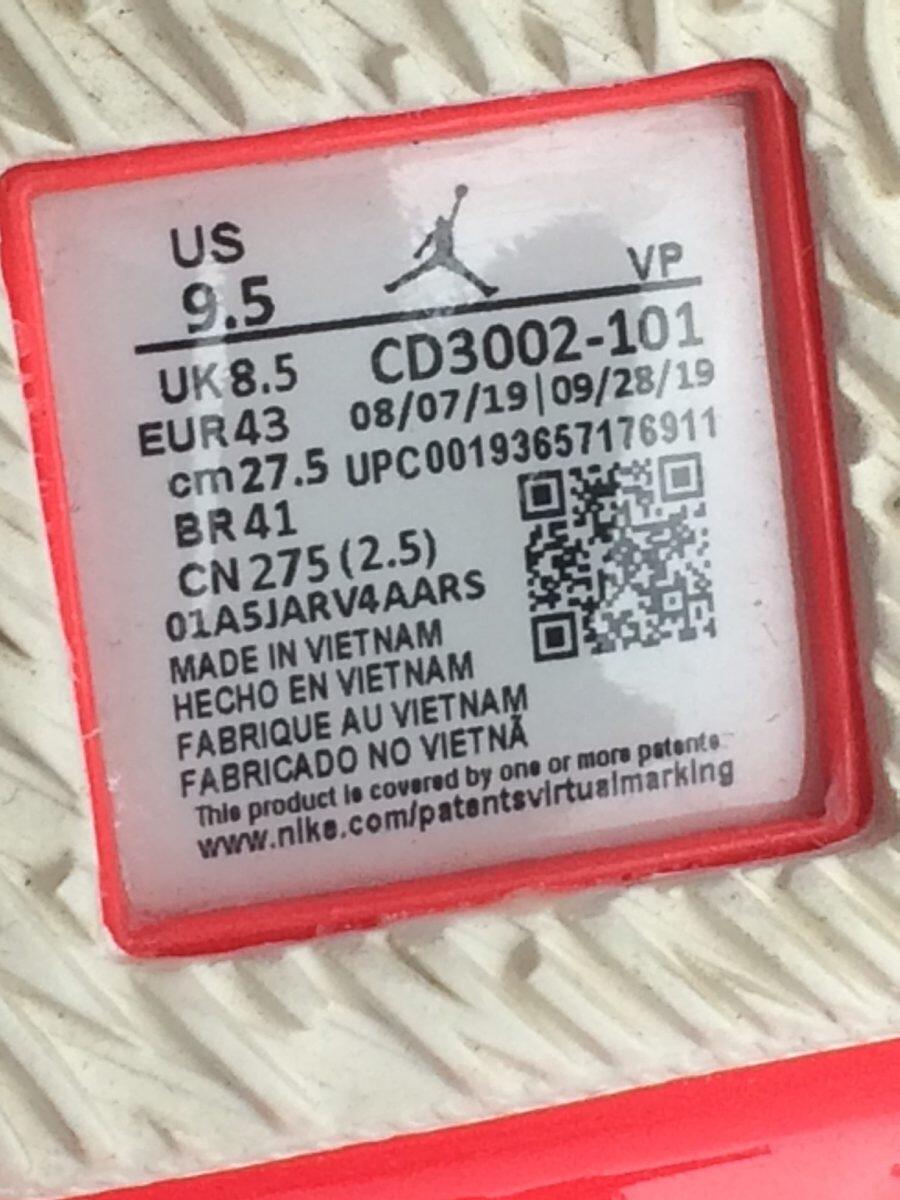 US
9.5
VP
UK 8.5
CD3002-101
EUR 43
08/07/19|09/28/19
cm 27.5
UPC00193657176911
BR 41
CN 275 (2.5)
01A5JARV4AARS
MADE IN VIETNAM
HECHO EN VIETNAM
FABRIQUE AU VIETNAM
FABRICADO NO VIETNÃ
This product is covered by one or more patents
www.nike.com/patentsvirtualmarking